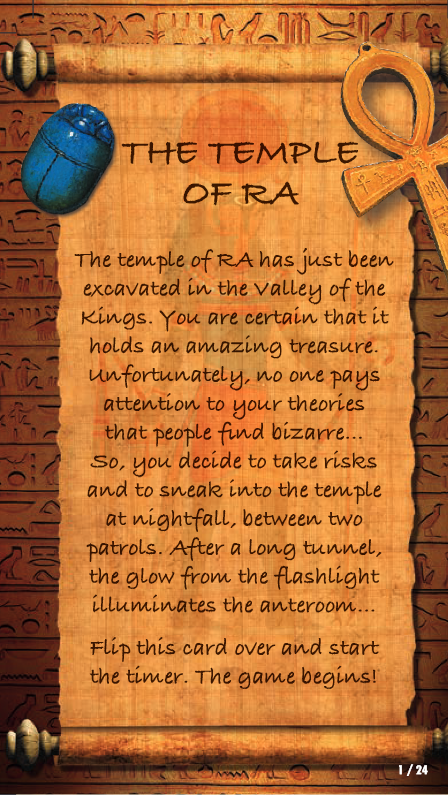 THE TEMPLE
OF RA
The temple of RA has just been
excavated in the Valley of the
Kings. You are certain that it
holds an amazing treasure.
Unfortunately, no one pays
attention to your theories
that people find bizarre...
So, you decide to take risks
and to sneak into the temple
at nightfall, between two
patrols. After a long tunnel,
the glow from the flashlight
illuminates the anteroom...
Flip this card over and start
the timer. The game begins!
1 / 24